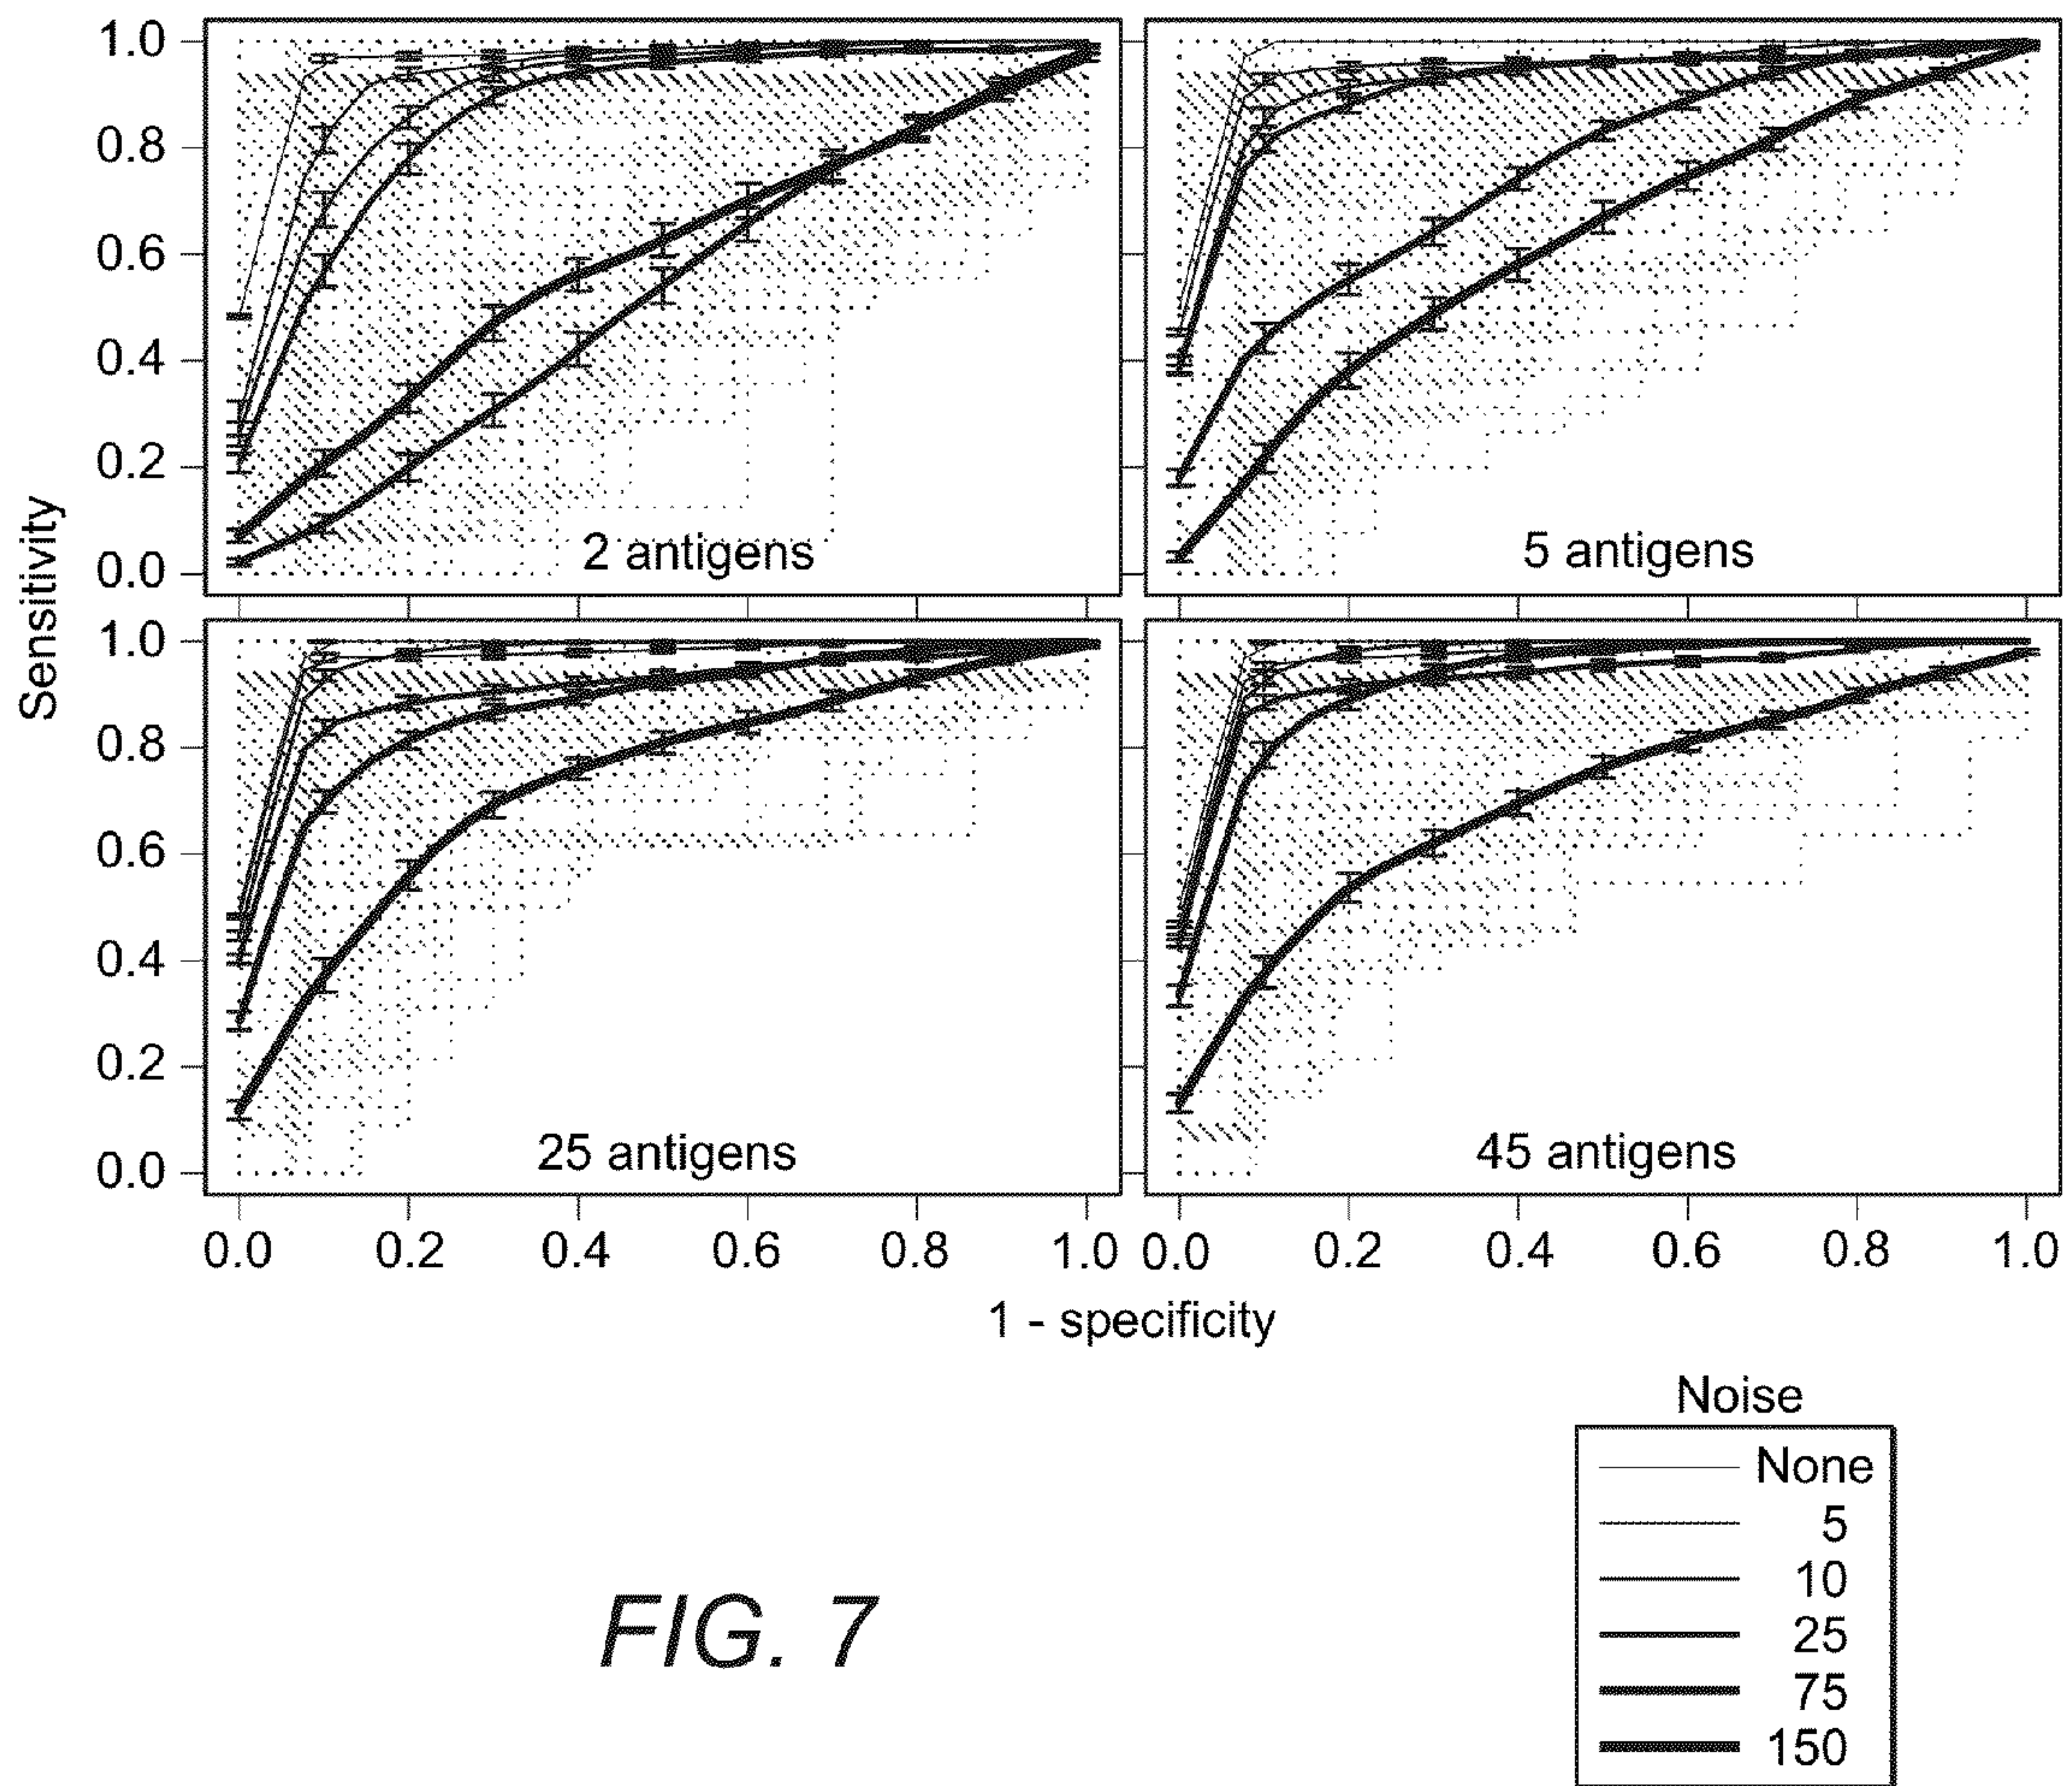 Sensitivity
1.0
0.8
0.6
0.4
0.2
0.0
2 antigens
5 antigens
1.0
0.8
0.6
0.4
0.2
0.0
25 antigens
45 antigens
0.0 0.2 0.4 0.6 0.8 1.0 0.0 0.2 0.4 0.6 0.8 1.0
1 - specificity
Noise
None
5
10
25
75
150
FIG. 7